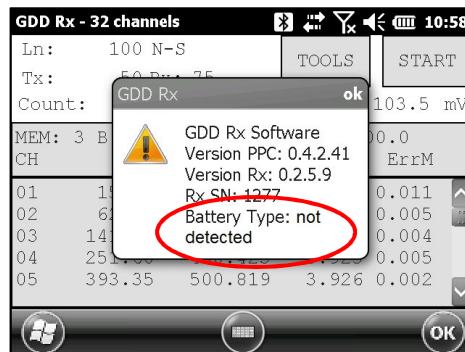 GDD Rx - 32 channels 10:58
Ln: 100 N-S TOOLS START
Tx:
Count: 103.5 mV
GDD Rx ok
GDD Rx Software
Version PPC: 0.4.2.41
Version Rx: 0.2.5.9
Rx SN: 1277
Battery Type: not
detected
MEM: 3 B
CH ErrM
01 0.011
02 0.005
03 0.004
04 0.005
05 393.35 500.819 3.926 0.002
OK